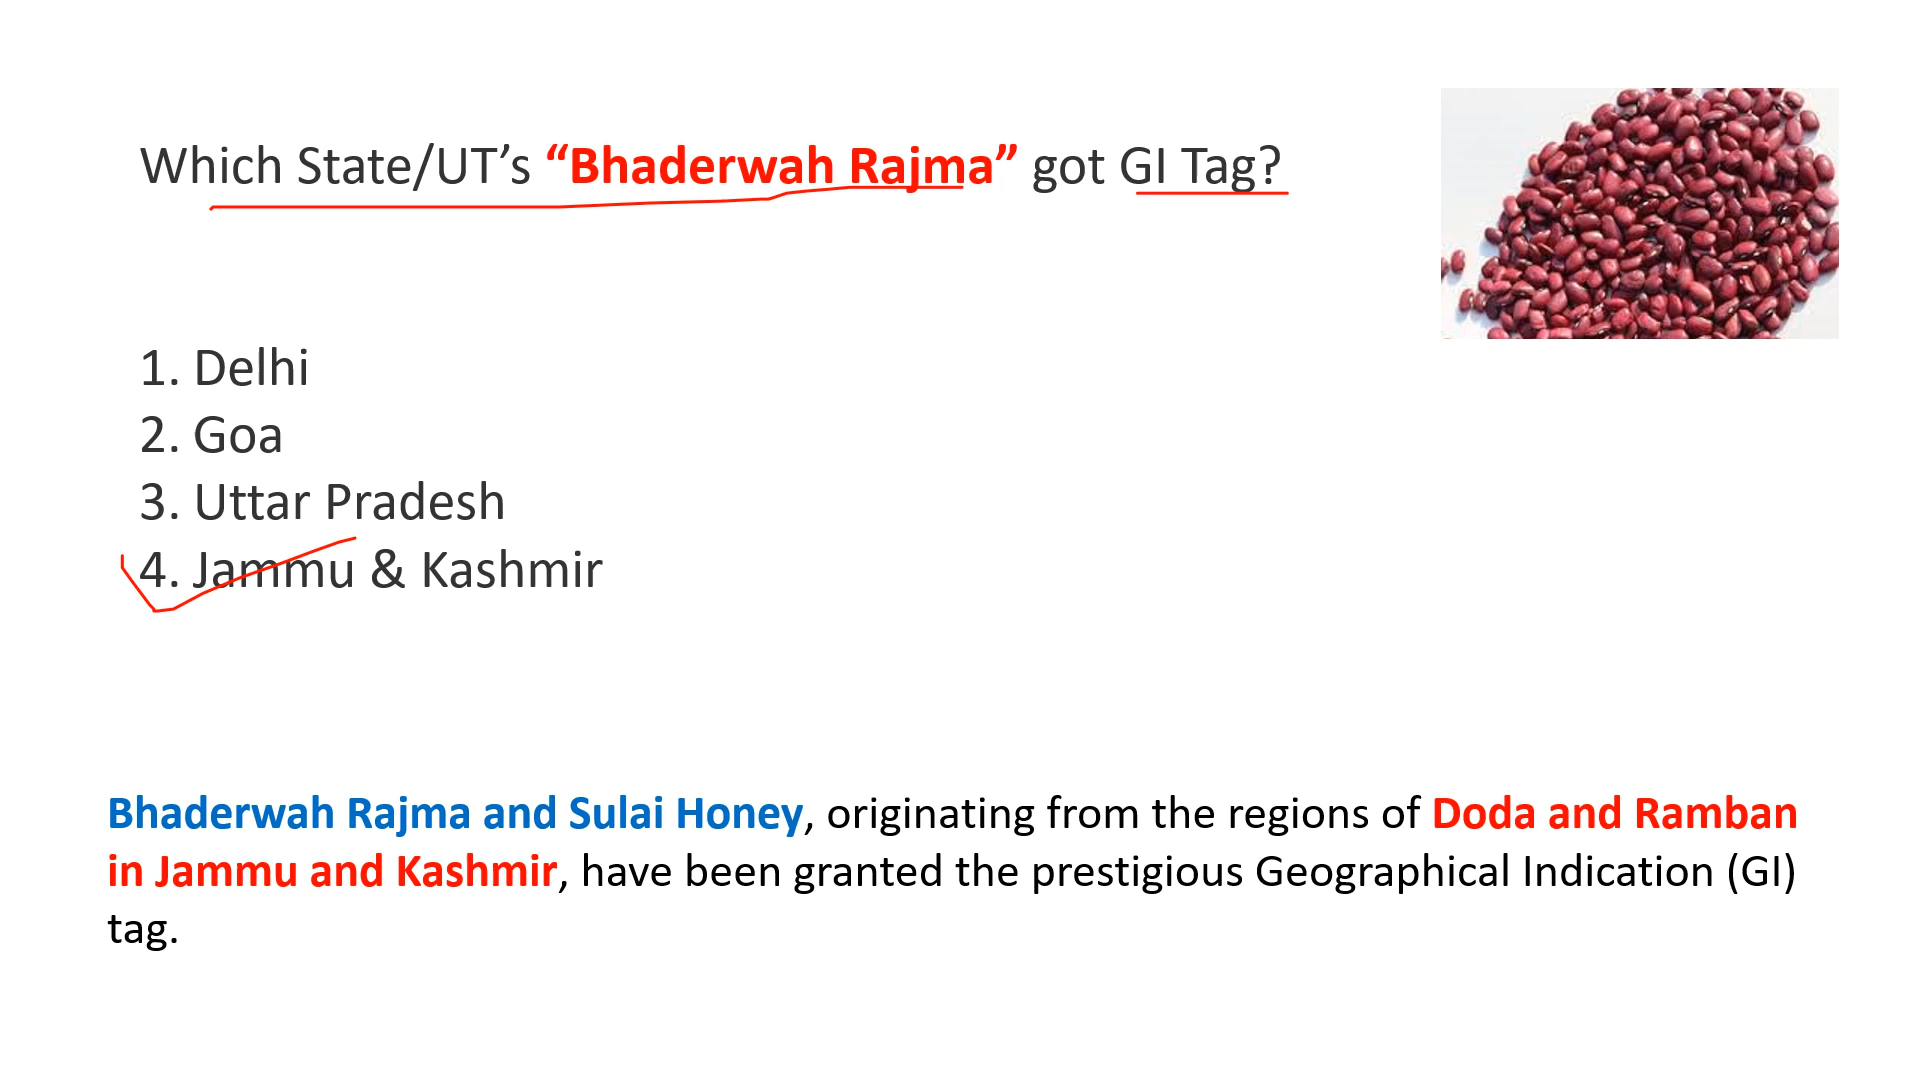 Which State/UT’s “Bhaderwah Rajma” got GI Tag?
1. Delhi
2. Goa
3. Uttar Pradesh
4. Jammu & Kashmir
Bhaderwah Rajma and Sulai Honey, originating from the regions of Doda and Ramban
in Jammu and Kashmir, have been granted the prestigious Geographical Indication (GI)
tag.